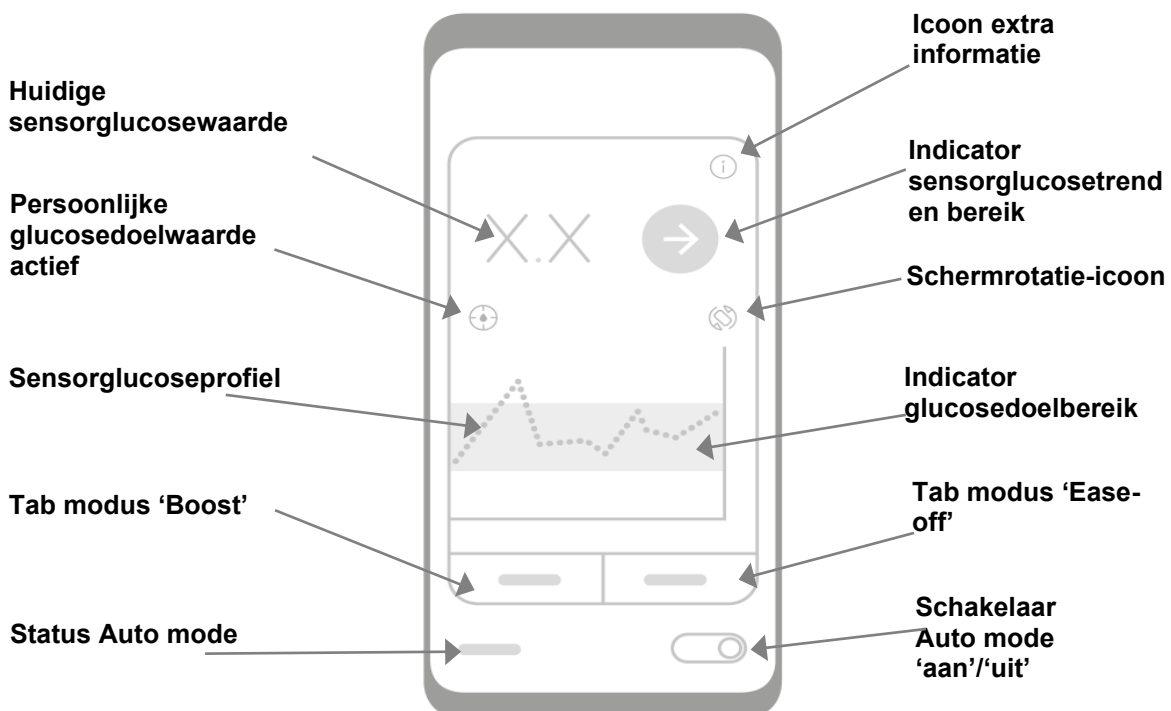 Icoon extra
informatie
Huidige
sensorglucosewaarde
Indicator
sensorglucosetrend
en bereik
Persoonlijke
glucosedoelwaarde
actief
X.X
Schermrotatie-icoon
Sensorglucoseprofiel
Indicator
glucosedoelbereik
Tab modus ‘Boost’
Tab modus ‘Ease-
off’
Status Auto mode
Schakelaar
Auto mode
‘aan’/‘uit’